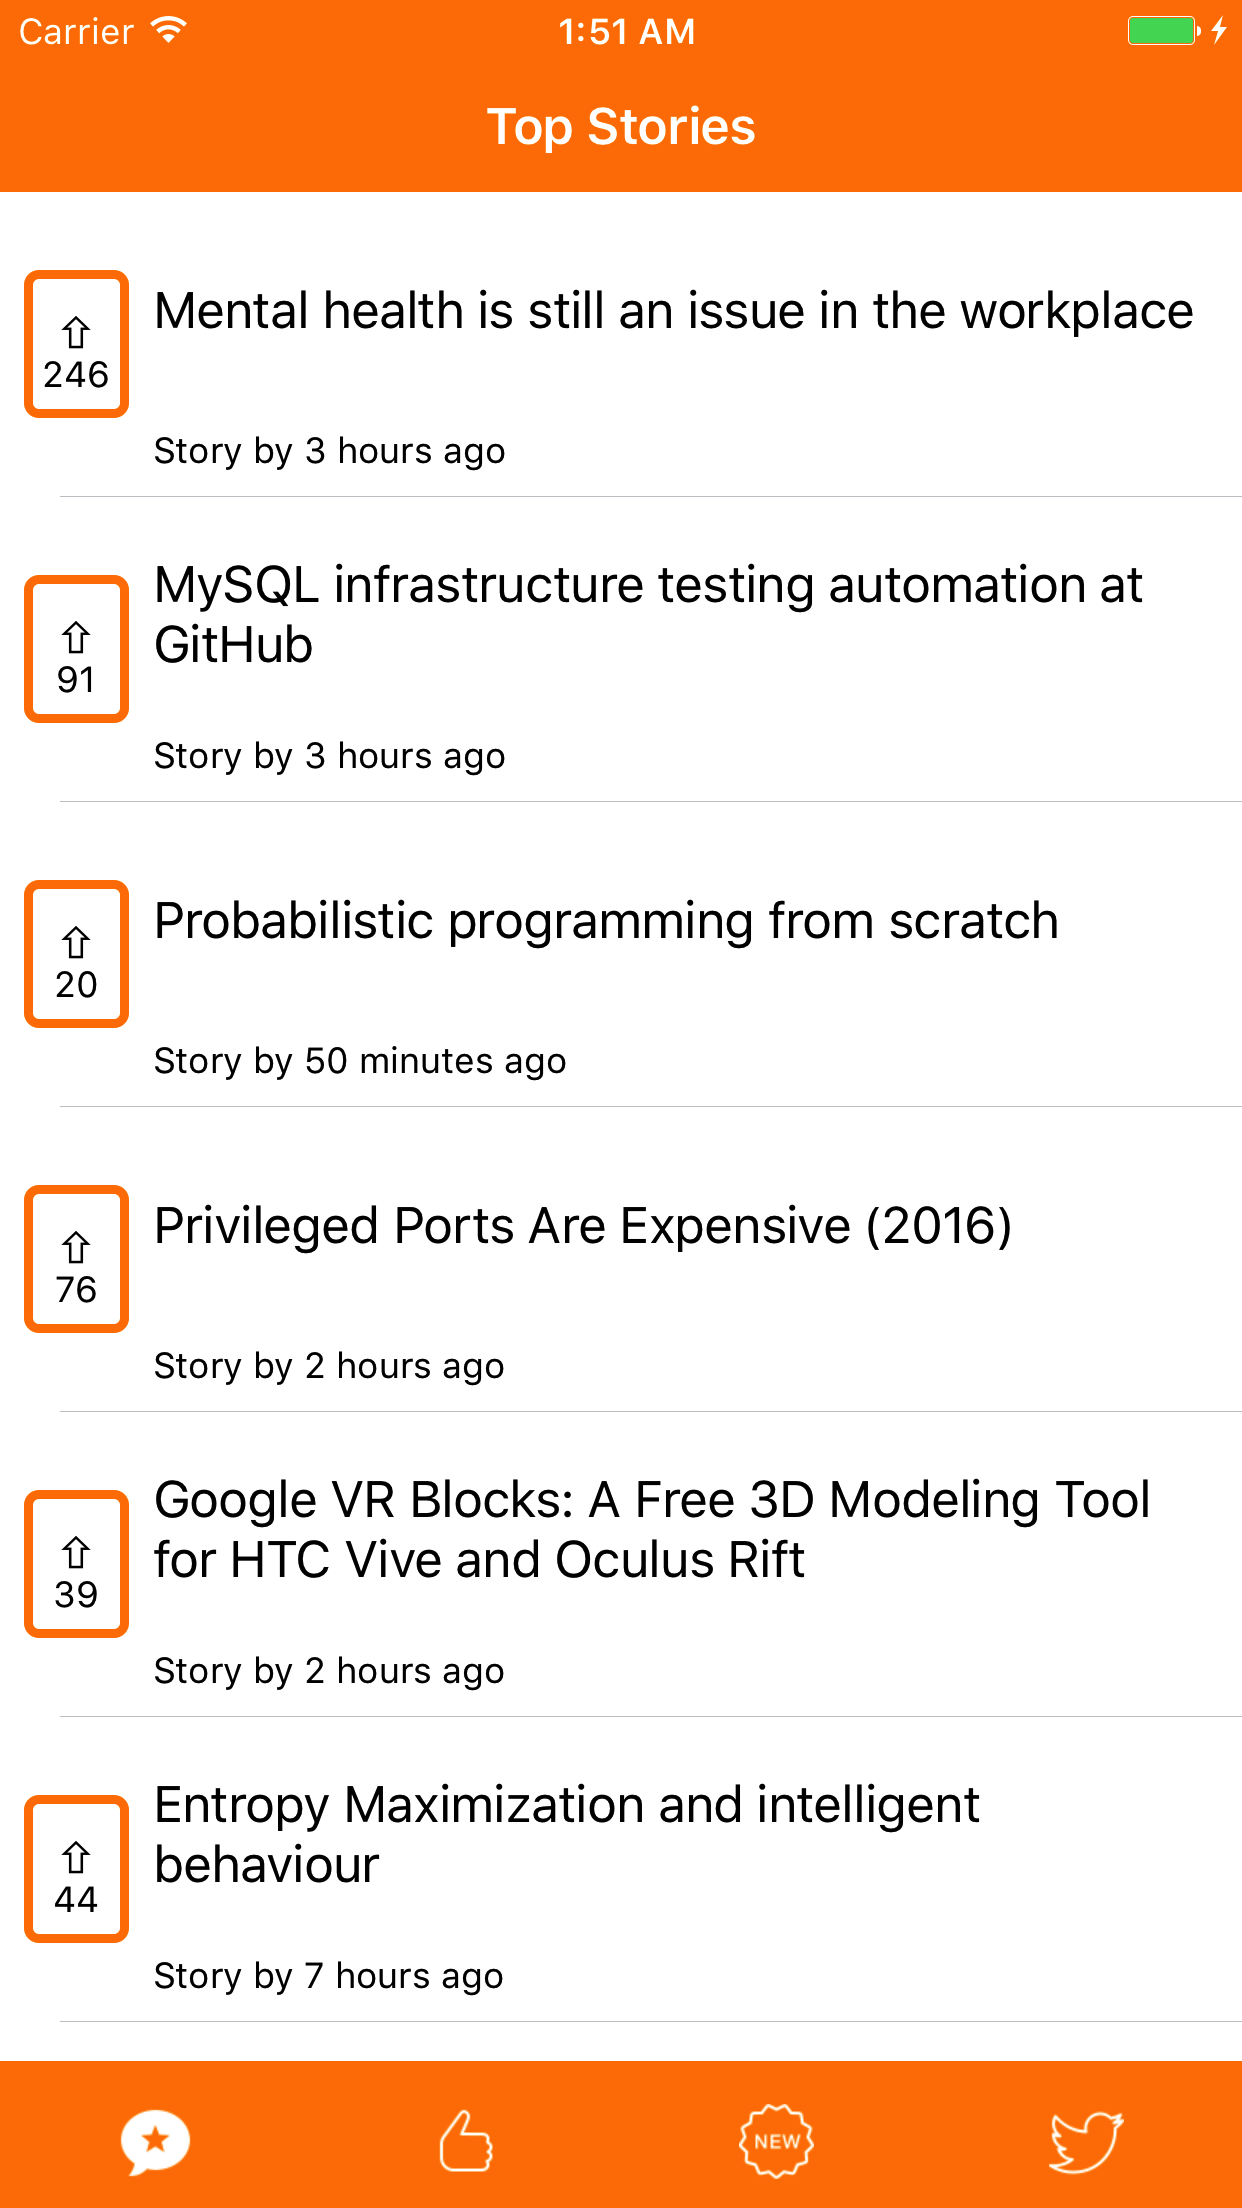 Carrier 1:51 AM
Top Stories
Mental health is still an issue in the workplace
⇧
246
Story by 3 hours ago
MySQL infrastructure testing automation at
GitHub
⇧
91
Story by 3 hours ago
Probabilistic programming from scratch
⇧
20
Story by 50 minutes ago
Privileged Ports Are Expensive (2016)
⇧
76
Story by 2 hours ago
Google VR Blocks: A Free 3D Modeling Tool
for HTC Vive and Oculus Rift
⇧
39
Story by 2 hours ago
Entropy Maximization and intelligent
behaviour
⇧
44
Story by 7 hours ago
NEW